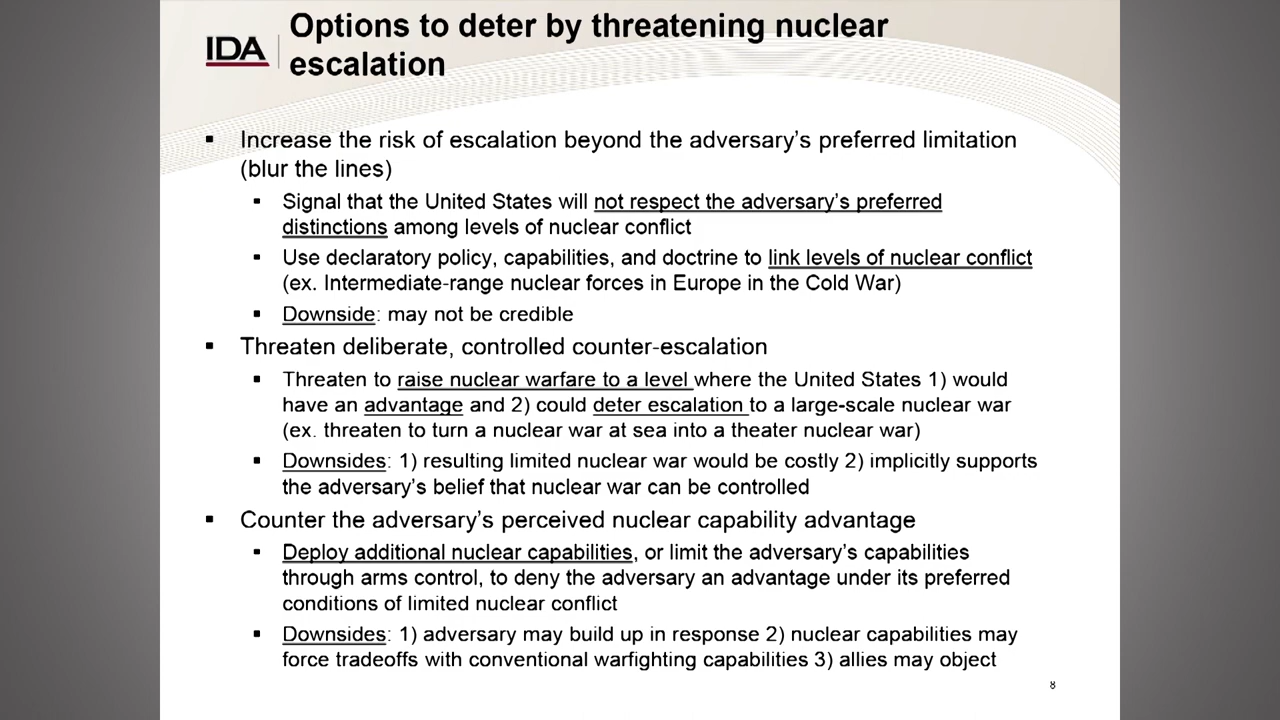 IDA
Options to deter by threatening nuclear
escalation
▪ Increase the risk of escalation beyond the adversary's preferred limitation
(blur the lines)
▪ Signal that the United States will not respect the adversary's preferred
distinctions among levels of nuclear conflict
▪ Use declaratory policy, capabilities, and doctrine to link levels of nuclear conflict
(ex. Intermediate-range nuclear forces in Europe in the Cold War)
▪ Downside: may not be credible
▪ Threaten deliberate, controlled counter-escalation
▪ Threaten to raise nuclear warfare to a level where the United States 1) would
have an advantage and 2) could deter escalation to a large-scale nuclear war
(ex. threaten to turn a nuclear war at sea into a theater nuclear war)
▪ Downsides: 1) resulting limited nuclear war would be costly 2) implicitly supports
the adversary's belief that nuclear war can be controlled
▪ Counter the adversary's perceived nuclear capability advantage
▪ Deploy additional nuclear capabilities, or limit the adversary's capabilities
through arms control, to deny the adversary an advantage under its preferred
conditions of limited nuclear conflict
▪ Downsides: 1) adversary may build up in response 2) nuclear capabilities may
force tradeoffs with conventional warfighting capabilities 3) allies may object
8